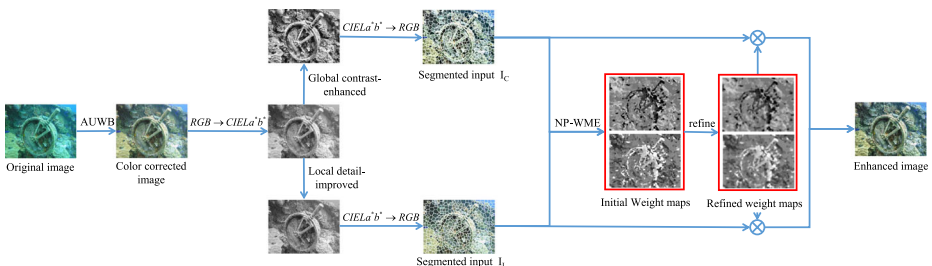 CIELa*b* → RGB
Segmented input I_C
Global contrast-
enhanced
AUWB
RGB → CIELa*b*
NP-WME
refine
Original image
Color corrected
image
Enhanced image
Local detail-
improved
Initial Weight maps
Refined weight maps
CIELa*b* → RGB
Segmented input